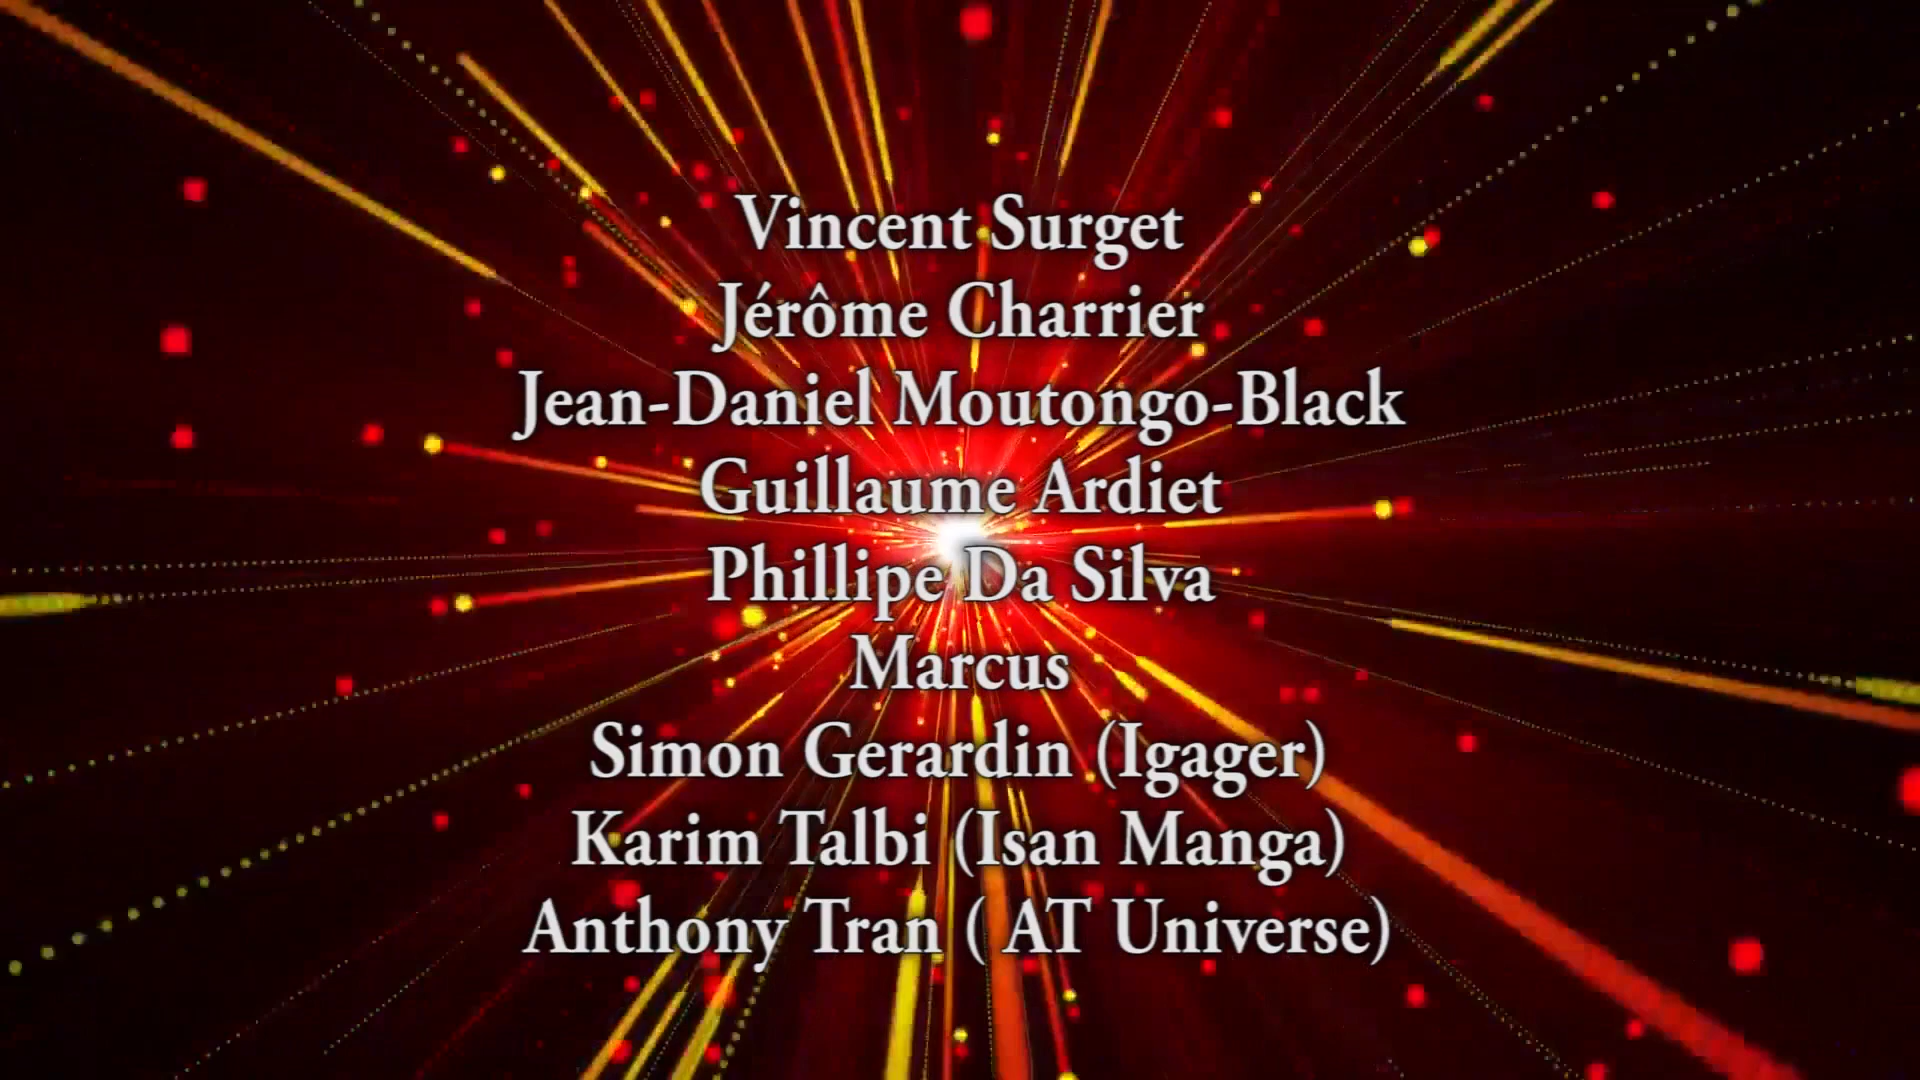 Vincent Surget
Jérôme Charrier
Jean-Daniel Moutongo-Black
Guillaume Ardiet
Phillipe Da Silva
Marcus
Simon Gerardin (Igager)
Karim Talbi (Isan Manga)
Anthony Tran ( AT Universe)